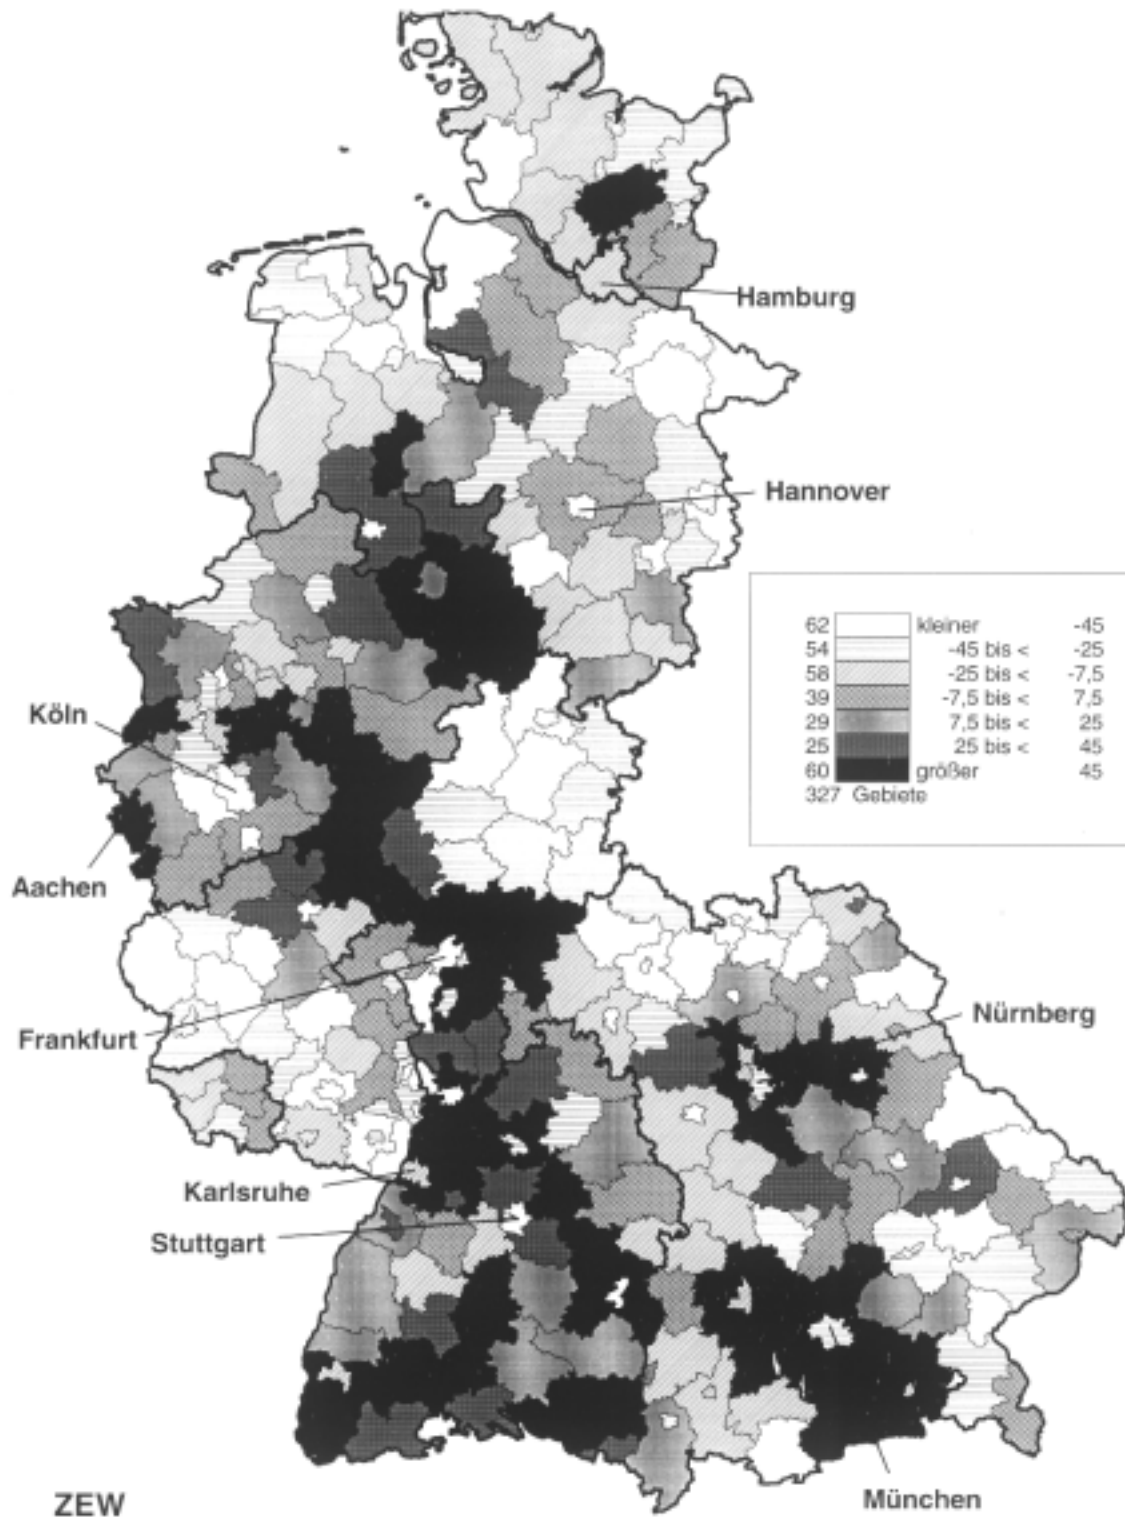 Hamburg
Hannover
62 kleiner -45
54 -45 bis < -25
58 -25 bis < -7,5
39 -7,5 bis < 7,5
29 7,5 bis < 25
25 25 bis < 45
60 größer 45
327 Gebiete
Köln
Aachen
Frankfurt
Nürnberg
Karlsruhe
Stuttgart
München
ZEW